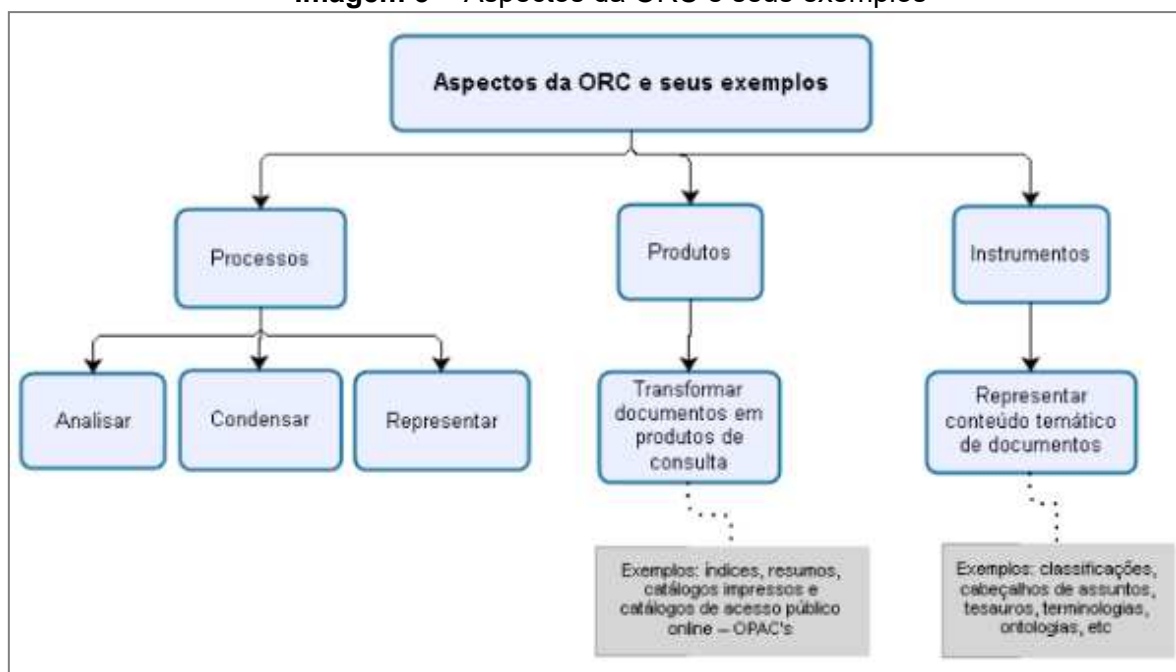 Aspectos da ORC e seus exemplos
Processos
Produtos
Instrumentos
Analisar
Condensar
Representar
Transformar
documentos em
produtos de
consulta
Representar
conteúdo temático
de documentos
Exemplos: índices, resumos,
catálogos impressos e
catálogos de acesso público
online – OPAC's
Exemplos: classificações,
cabeçalhos de assuntos,
tesauros, terminologias,
ontologias, etc